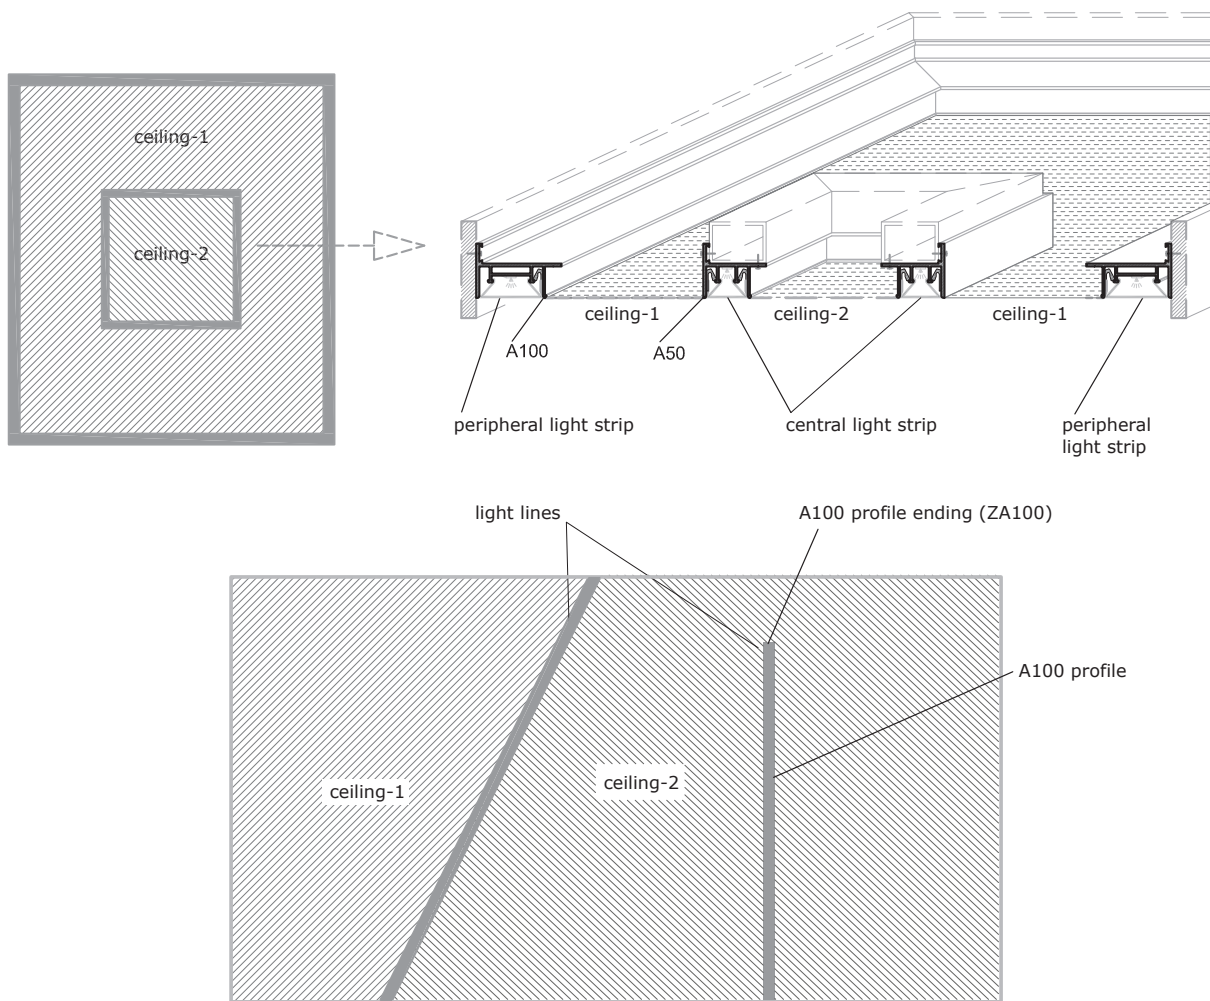 ceiling-1
ceiling-2
ceiling-1
ceiling-2
ceiling-1
A100
A50
peripheral light strip
central light strip
peripheral
light strip
light lines
A100 profile ending (ZA100)
A100 profile
ceiling-1
ceiling-2